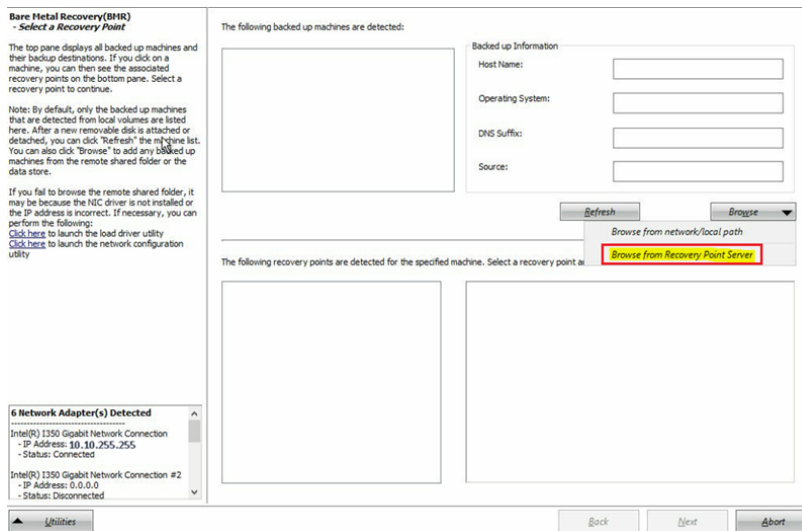 Bare Metal Recovery(BMR)
- Select a Recovery Point
The top pane displays all backed up machines and
their backup destinations. If you click on a
machine, you can then see the associated
recovery points on the bottom pane. Select a
recovery point to continue.
Note: By default, only the backed up machines
that are detected from local volumes are listed
here. After a new removable disk is attached or
detached, you can click "Refresh" the machine list.
You can also click "Browse" to add any backed up
machines from the remote shared folder or the
data store.
If you fail to browse the remote shared folder, it
may be because the NIC driver is not installed or
the IP address is incorrect. If necessary, you can
perform the following:
Click here to launch the load driver utility
Click here to launch the network configuration
utility
6 Network Adapter(s) Detected
------------------------------------
Intel(R) I350 Gigabit Network Connection
- IP Address: 10.10.255.255
- Status: Connected
Intel(R) I350 Gigabit Network Connection #2
- IP Address: 0.0.0.0
- Status: Disconnected
Utilities
The following backed up machines are detected:
Backed up Information
Host Name:
Operating System:
DNS Suffix:
Source:
Refresh
Browse
Browse from network/local path
Browse from Recovery Point Server
The following recovery points are detected for the specified machine. Select a recovery point a
Back
Next
Abort